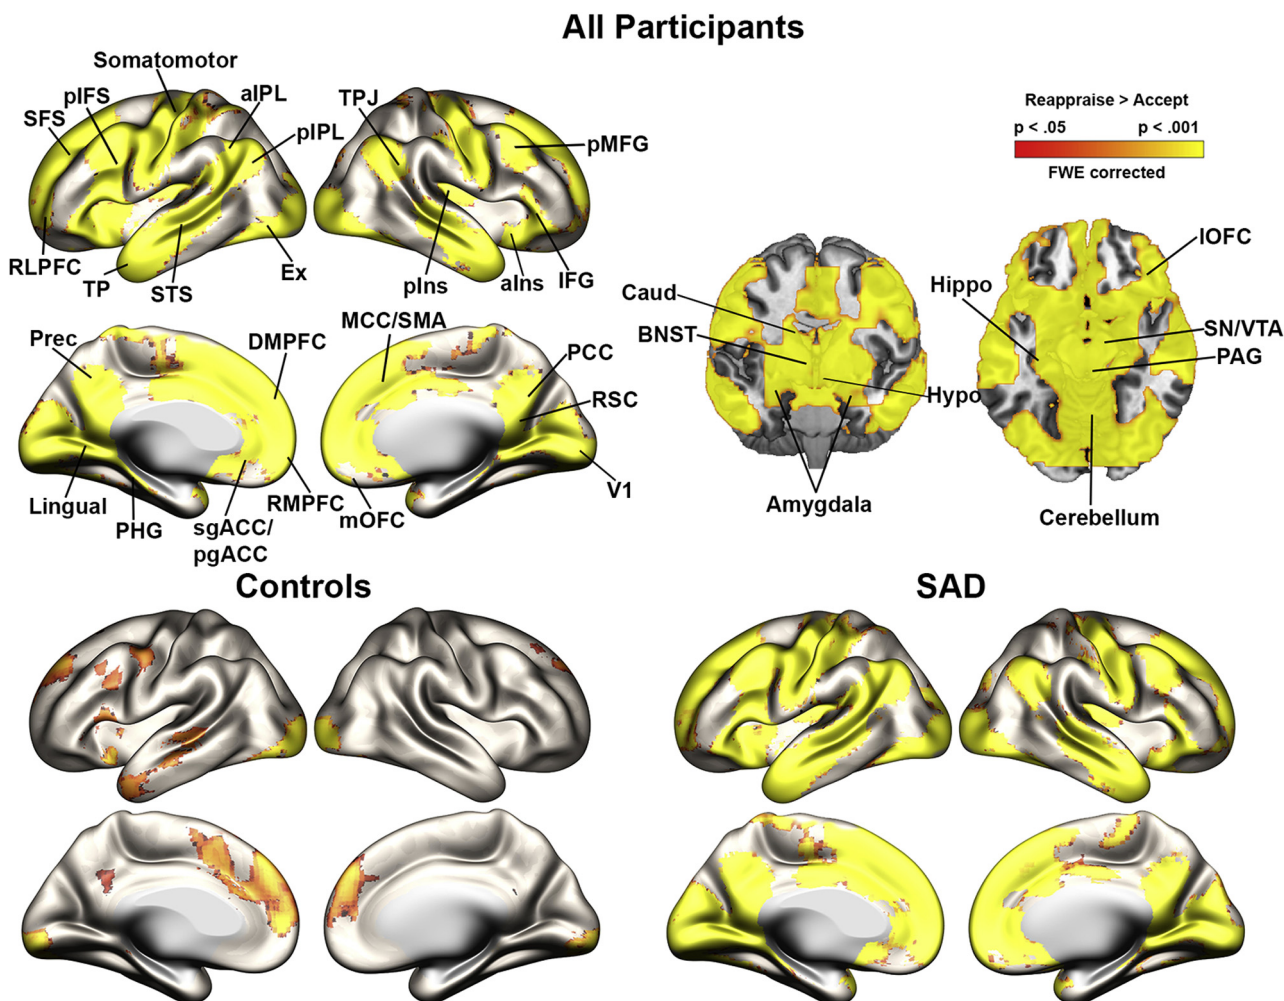 All Participants
Somatomotor
pIFS
aIPL
SFS
pIPL
TPJ
pMFG
RLPFC
TP
STS
Ex
pIns
aIns
IFG
Reappraise > Accept
p < .05 p < .001
FWE corrected
lOFC
Hippo
Caud
SN/VTA
BNST
PAG
Hypo
Amygdala
Cerebellum
MCC/SMA
Prec
DMPFC
PCC
RSC
Lingual
PHG
sgACC/
pgACC
RMPFC
mOFC
V1
Controls
SAD